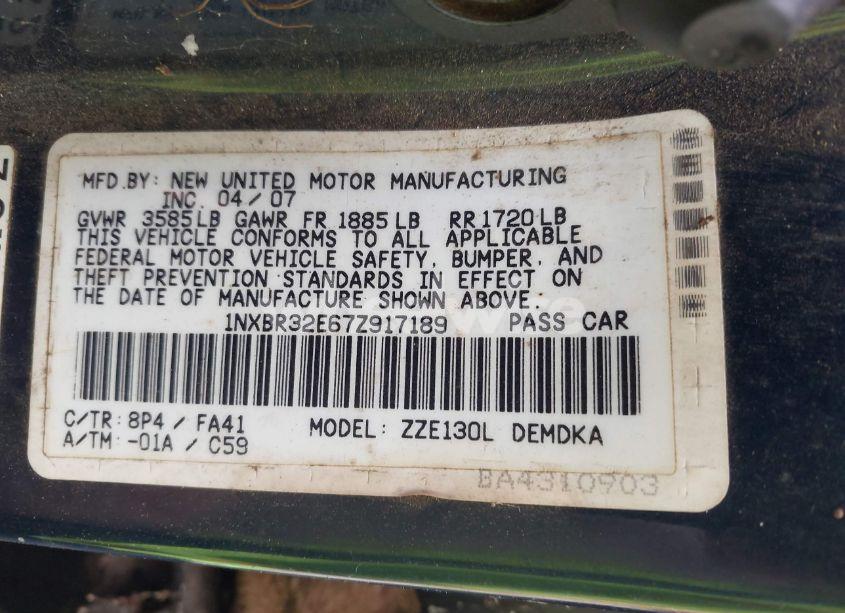 MFD.BY: NEW UNITED MOTOR MANUFACTURING
INC. 04/07
GVWR 3585LB GAWR FR 1885LB RR1720LB
THIS VEHICLE CONFORMS TO ALL APPLICABLE
FEDERAL MOTOR VEHICLE SAFETY, BUMPER, AND
THEFT PREVENTION STANDARDS IN EFFECT ON
THE DATE OF MANUFACTURE SHOWN ABOVE.
1NXBR32E67Z917189 PASS CAR
C/TR: 8P4 / FA41
A/TM: -01A / C59
MODEL: ZZE130L DEMDKA
BA4310903